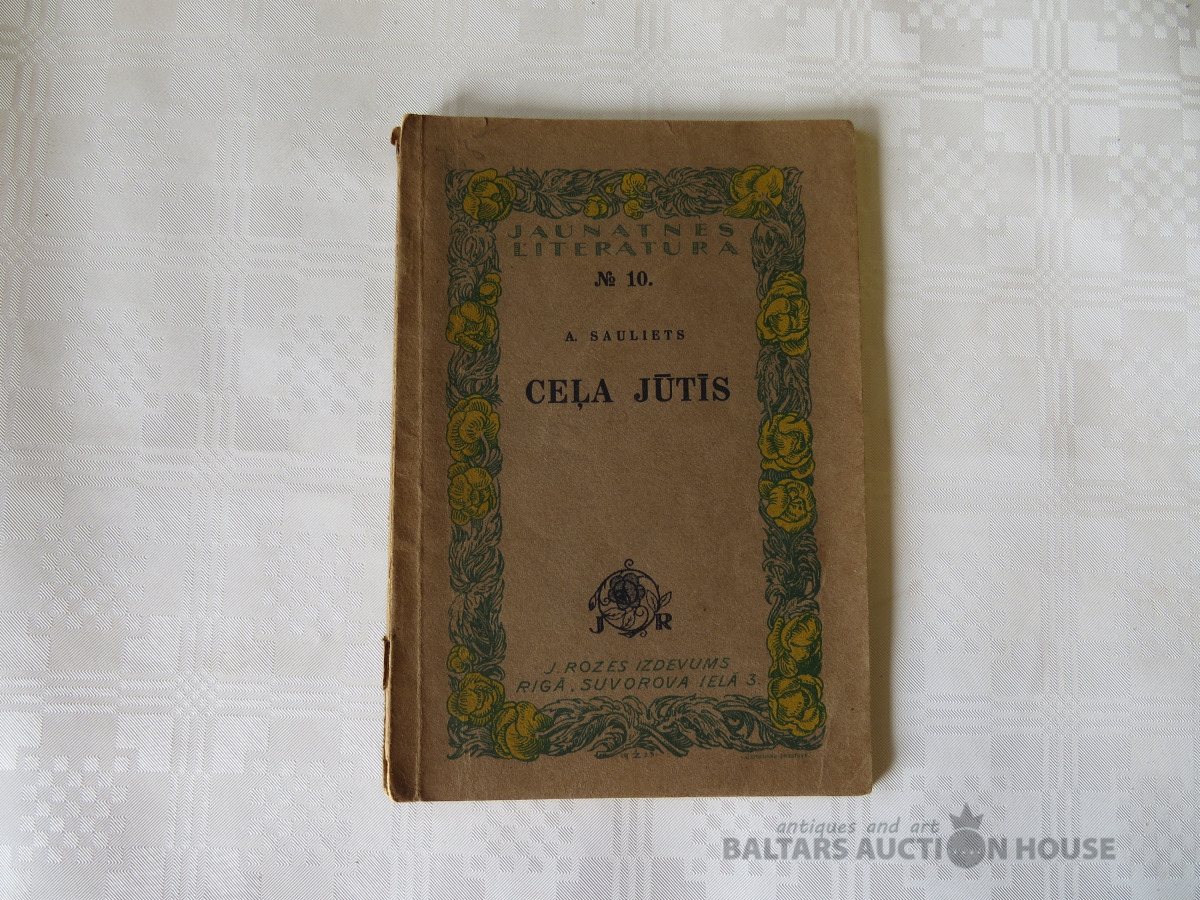 JAUNATNES
LITERATURA
№ 10.
A. SAULIETS
CEĻA JŪTĪS
J R
J. ROZES IZDEVUMS
RIGĀ, SUVOROVA IELĀ 3.
antiques and art
BALTARS AUCTION HOUSE